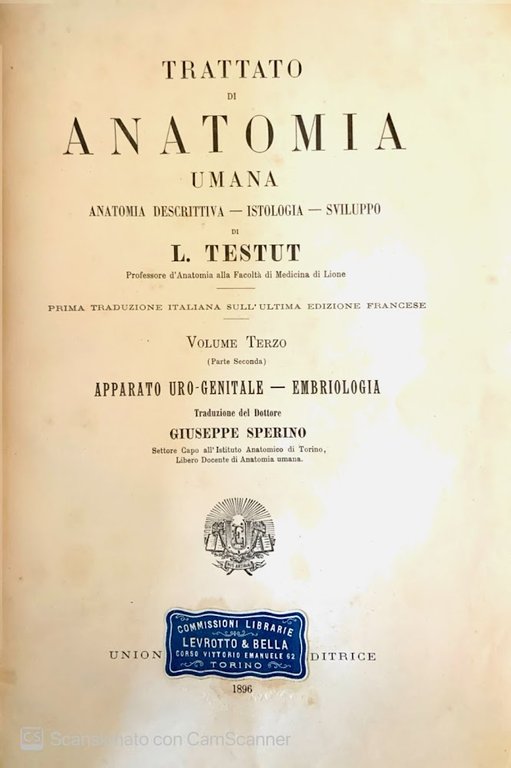 TRATTATO
DI
ANATOMIA
UMANA
ANATOMIA DESCRITTIVA — ISTOLOGIA — SVILUPPO
DI
L. TESTUT
Professore d'Anatomia alla Facoltà di Medicina di Lione
PRIMA TRADUZIONE ITALIANA SULL'ULTIMA EDIZIONE FRANCESE
VOLUME TERZO
(Parte Seconda)
APPARATO URO-GENITALE — EMBRIOLOGIA
Traduzione del Dottore
GIUSEPPE SPERINO
Settore Capo all'Istituto Anatomico di Torino,
Libero Docente di Anatomia umana.
COMMISSIONI LIBRARIE
LEVROTTO & BELLA
CORSO VITTORIO EMANUELE 62
TORINO
UNION DITRICE
1896
CS Scansionato con CamScanner